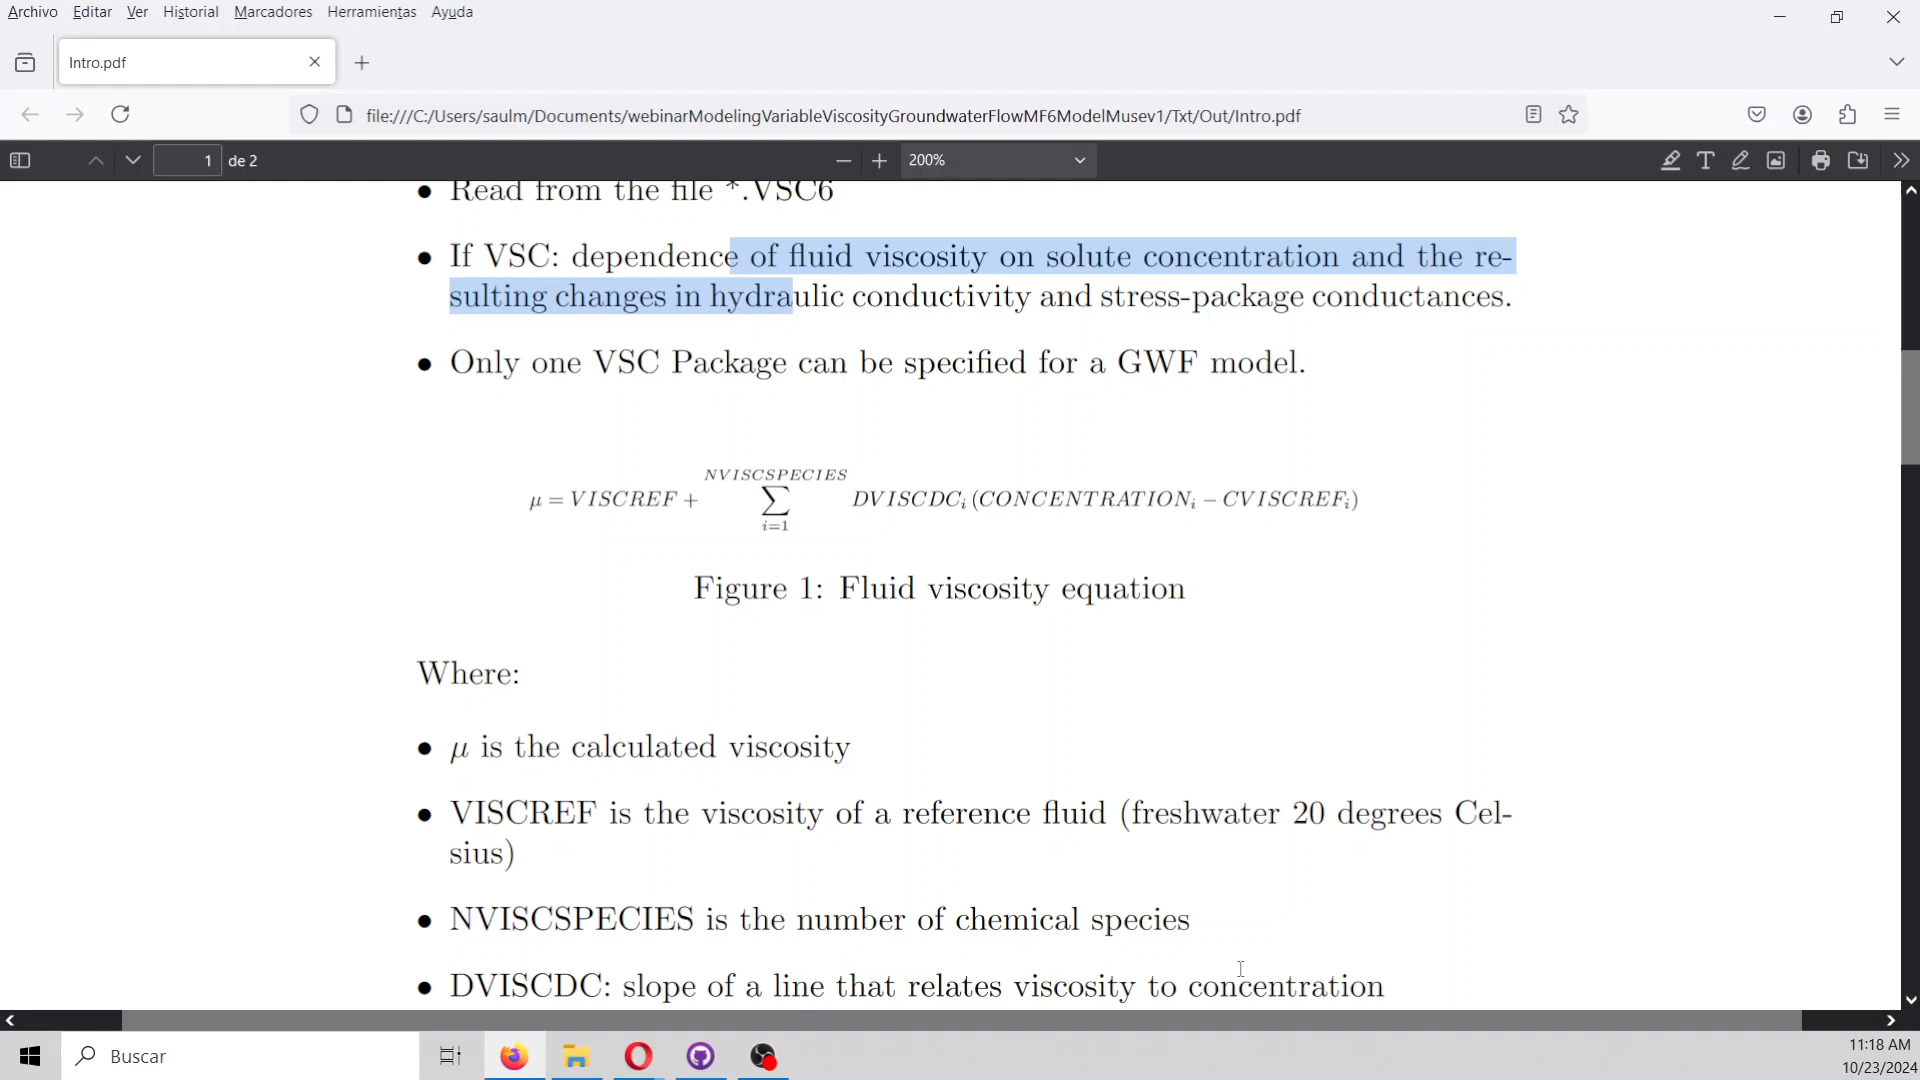 Archivo Editar Ver Historial Marcadores Herramientas Ayuda
Intro.pdf
file:///C:/Users/saulm/Documents/webinarModelingVariableViscosityGroundwaterFlowMF6ModelMusev1/Txt/Out/Intro.pdf
1 de 2
200%
• Read from the file *.VSC6
• If VSC: dependence of fluid viscosity on solute concentration and the re-
sulting changes in hydraulic conductivity and stress-package conductances.
• Only one VSC Package can be specified for a GWF model.
NVISCSPECIES
μ = VISCREF + ∑ DVISCDCᵢ (CONCENTRATIONᵢ − CVISCREFᵢ)
i=1
Figure 1: Fluid viscosity equation
Where:
• μ is the calculated viscosity
• VISCREF is the viscosity of a reference fluid (freshwater 20 degrees Cel-
sius)
• NVISCSPECIES is the number of chemical species
• DVISCDC: slope of a line that relates viscosity to concentration
Buscar
11:18 AM
10/23/2024